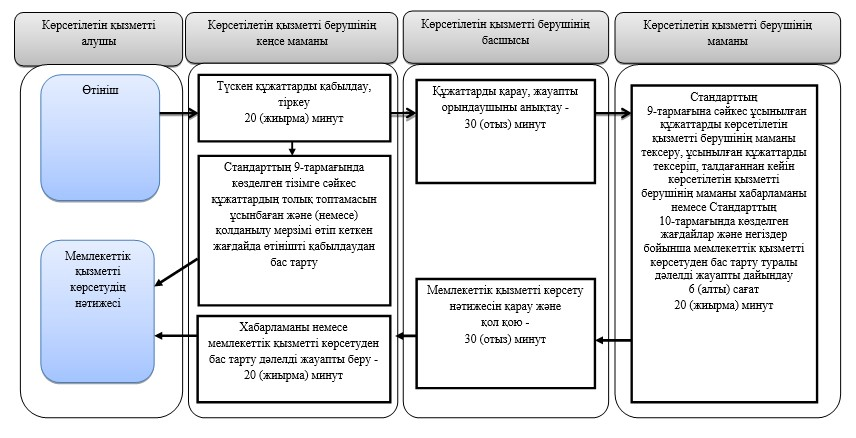 Көрсетілетін қызметті
алушы
Көрсетілетін қызметті берушінің
кеңсе маманы
Көрсетілетін қызметті берушінің
басшысы
Көрсетілетін қызметті берушінің
маманы
Өтініш
Түскен құжаттарды қабылдау,
тіркеу
20 (жиырма) минут
Құжаттарды қарау, жауапты
орындаушыны анықтау -
30 (отыз) минут
Стандарттың
9-тармағына сәйкес ұсынылған
құжаттарды көрсетілетін
қызметті берушінің маманы
тексеру, ұсынылған құжаттарды
тексеріп, талдағаннан кейін
көрсетілетін қызметті
берушінің маманы хабарламаны
немесе Стандарттың
10-тармағында көзделген
жағдайлар және негіздер
бойынша мемлекеттік қызметті
көрсетуден бас тарту туралы
дәлелді жауапты дайындау
6 (алты) сағат
20 (жиырма) минут
Стандарттың 9-тармағында
көзделген тізімге сәйкес
құжаттардың толық топтамасын
ұсынбаған және (немесе)
қолданылу мерзімі өтіп кеткен
жағдайда өтінішті қабылдаудан
бас тарту
Мемлекеттік
қызметті
көрсетудің
нәтижесі
Мемлекеттік қызметті көрсету
нәтижесін қарау және
қол қою -
30 (отыз) минут
Хабарламаны немесе
мемлекеттік қызметті көрсетуден
бас тарту дәлелді жауапты беру -
20 (жиырма) минут